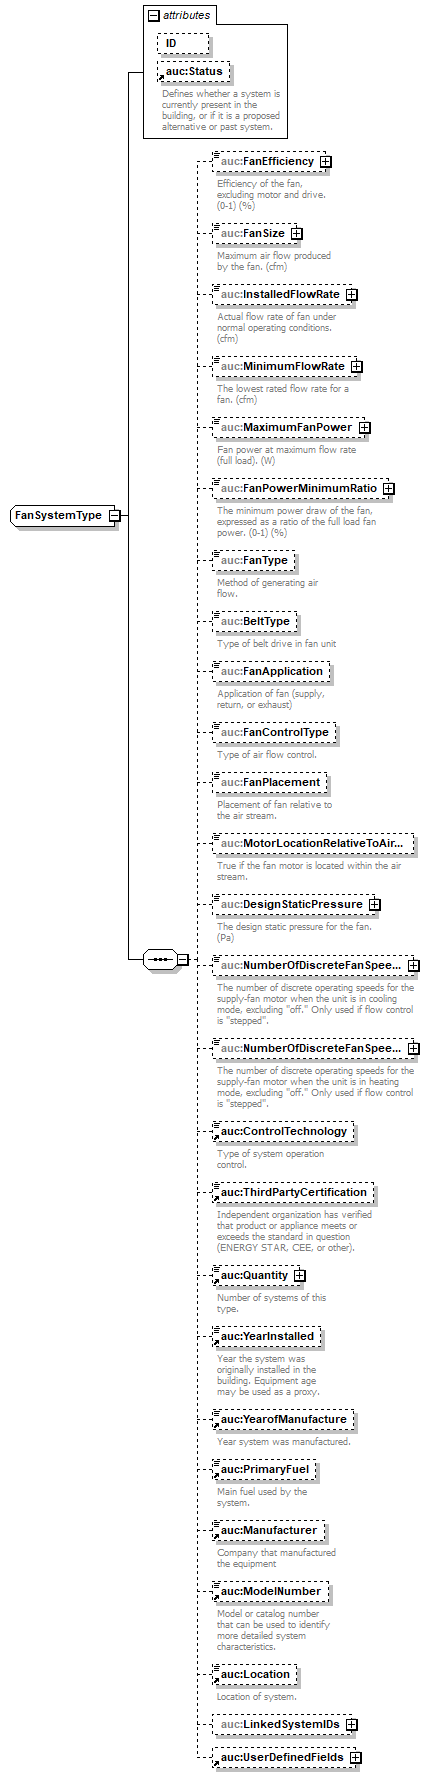 attributes
ID
auc:Status
Defines whether a system is
currently present in the
building, or if it is a proposed
alternative or past system.
auc:FanEfficiency
Efficiency of the fan,
excluding motor and drive.
(0-1) (%)
auc:FanSize
Maximum air flow produced
by the fan. (cfm)
auc:InstalledFlowRate
Actual flow rate of fan under
normal operating conditions.
(cfm)
auc:MinimumFlowRate
The lowest rated flow rate for a
fan. (cfm)
auc:MaximumFanPower
Fan power at maximum flow rate
(full load). (W)
auc:FanPowerMinimumRatio
The minimum power draw of the fan,
expressed as a ratio of the full load fan
power. (0-1) (%)
FanSystemType
auc:FanType
Method of generating air
flow.
auc:BeltType
Type of belt drive in fan unit
auc:FanApplication
Application of fan (supply,
return, or exhaust)
auc:FanControlType
Type of air flow control.
auc:FanPlacement
Placement of fan relative to
the air stream.
auc:MotorLocationRelativeToAir...
True if the fan motor is located within the air
stream.
auc:DesignStaticPressure
The design static pressure for the fan.
(Pa)
auc:NumberOfDiscreteFanSpee...
The number of discrete operating speeds for the
supply-fan motor when the unit is in cooling
mode, excluding "off." Only used if flow control
is "stepped".
auc:NumberOfDiscreteFanSpee...
The number of discrete operating speeds for the
supply-fan motor when the unit is in heating
mode, excluding "off." Only used if flow control
is "stepped".
auc:ControlTechnology
Type of system operation
control.
auc:ThirdPartyCertification
Independent organization has verified
that product or appliance meets or
exceeds the standard in question
(ENERGY STAR, CEE, or other).
auc:Quantity
Number of systems of this
type.
auc:YearInstalled
Year the system was
originally installed in the
building. Equipment age
may be used as a proxy.
auc:YearofManufacture
Year system was manufactured.
auc:PrimaryFuel
Main fuel used by the
system.
auc:Manufacturer
Company that manufactured
the equipment
auc:ModelNumber
Model or catalog number
that can be used to identify
more detailed system
characteristics.
auc:Location
Location of system.
auc:LinkedSystemIDs
auc:UserDefinedFields